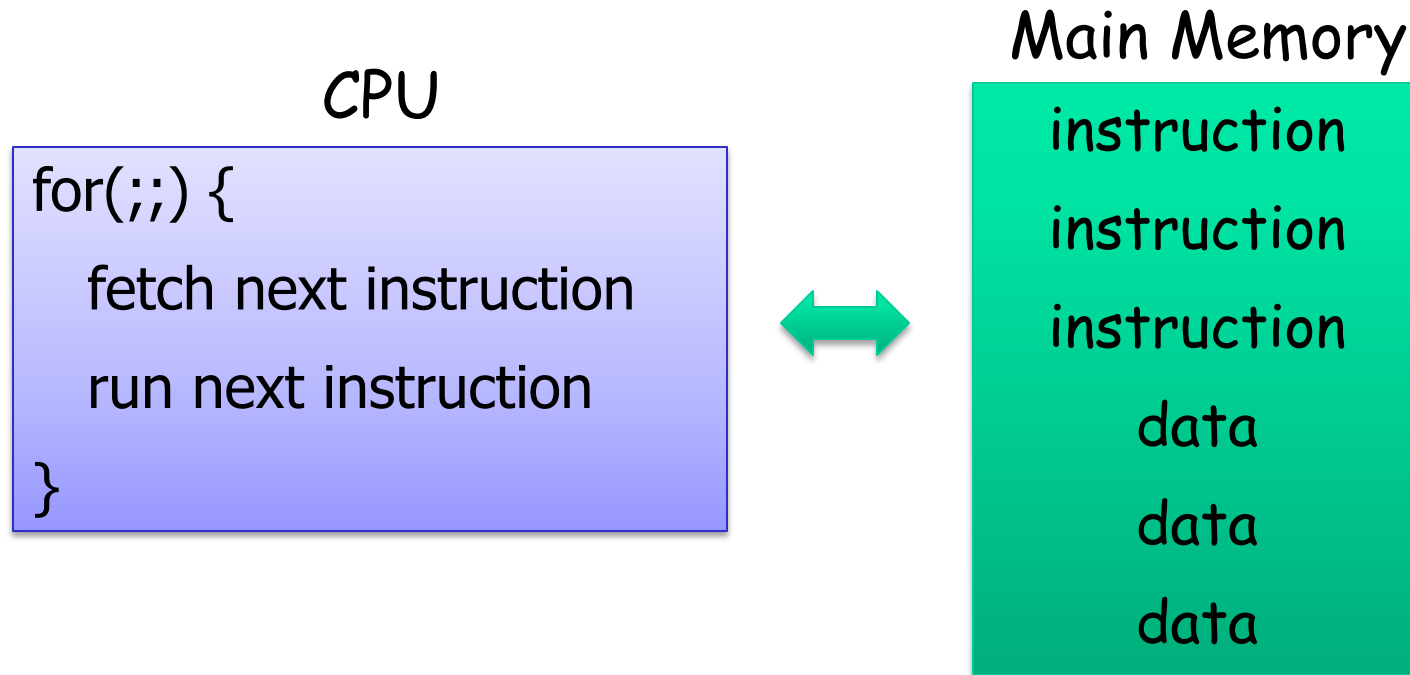 CPU
for(;;) {
fetch next instruction
run next instruction
}
Main Memory
instruction
instruction
instruction
data
data
data